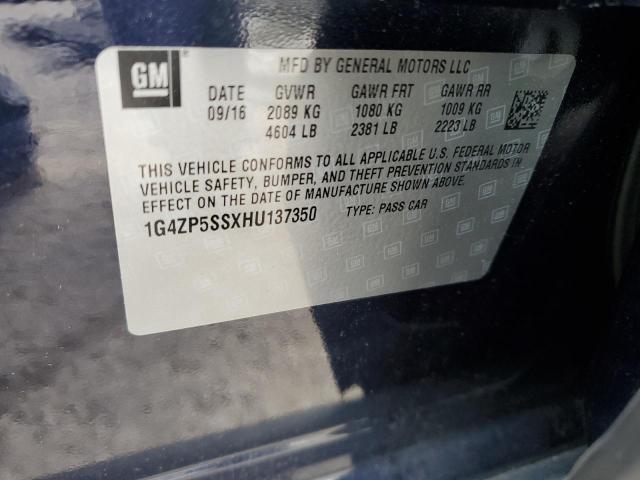 GM
MFD BY GENERAL MOTORS LLC
DATE GVWR GAWR FRT GAWR RR
09/16 2089 KG 1080 KG 1009 KG
4604 LB 2381 LB 2223 LB
THIS VEHICLE CONFORMS TO ALL APPLICABLE U.S. FEDERAL MOTOR
VEHICLE SAFETY, BUMPER, AND THEFT PREVENTION STANDARDS IN
EFFECT ON THE DATE OF MANUFACTURE SHOWN ABOVE.
1G4ZP5SSXHU137350 TYPE: PASS CAR